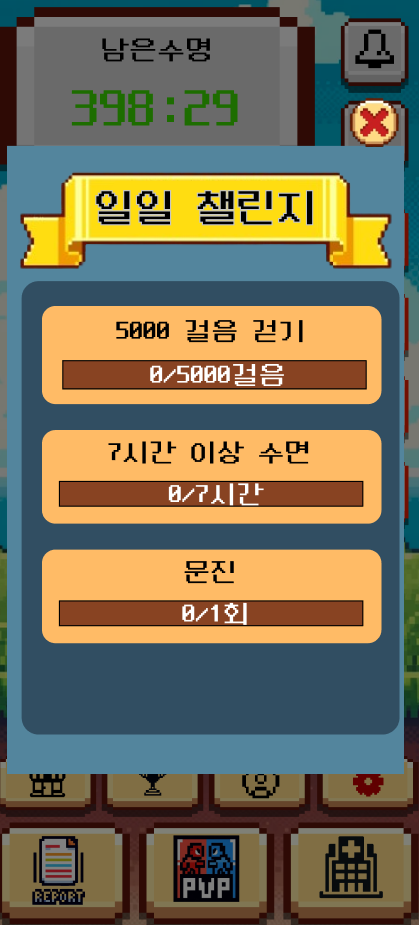 남은수명
398:29
일일 챌린지
5000 걸음 걷기
0/5000걸음
7시간 이상 수면
0/7시간
문진
0/1회
REPORT
PVP